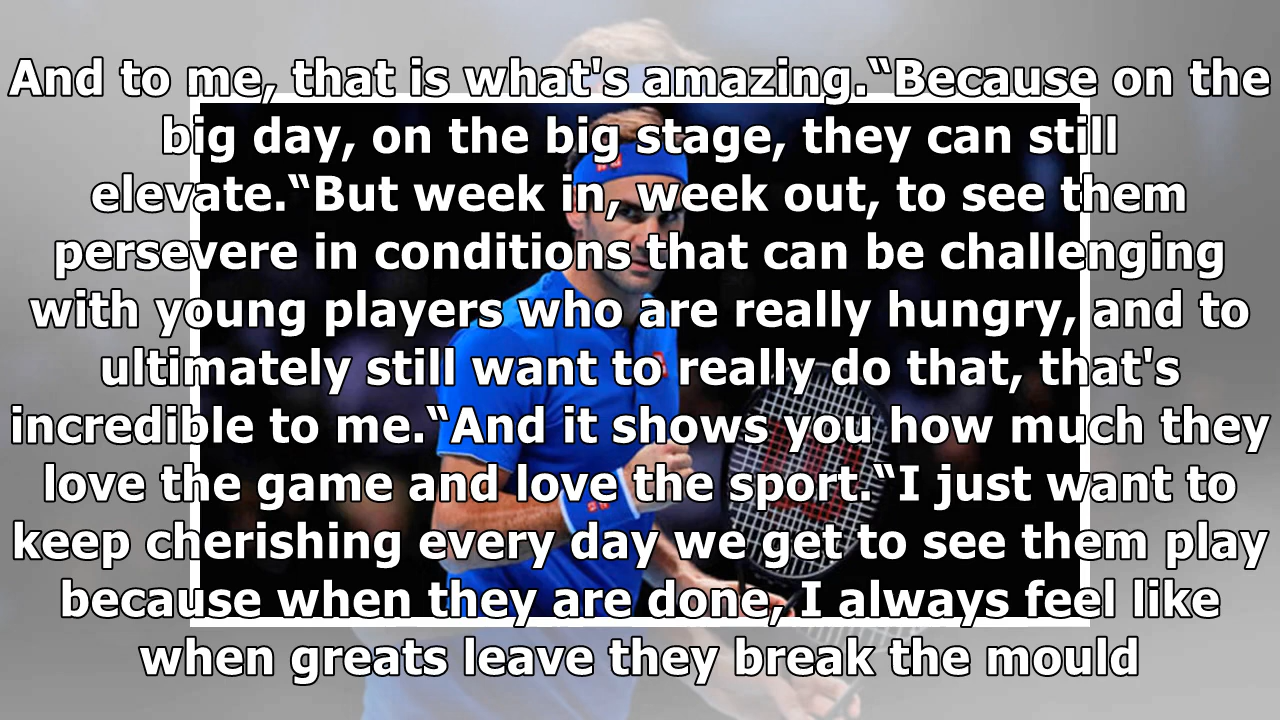 And to me, that is what's amazing.“Because on the
big day, on the big stage, they can still
elevate.“But week in, week out, to see them
persevere in conditions that can be challenging
with young players who are really hungry, and to
ultimately still want to really do that, that's
incredible to me.“And it shows you how much they
love the game and love the sport.“I just want to
keep cherishing every day we get to see them play
because when they are done, I always feel like
when greats leave they break the mould